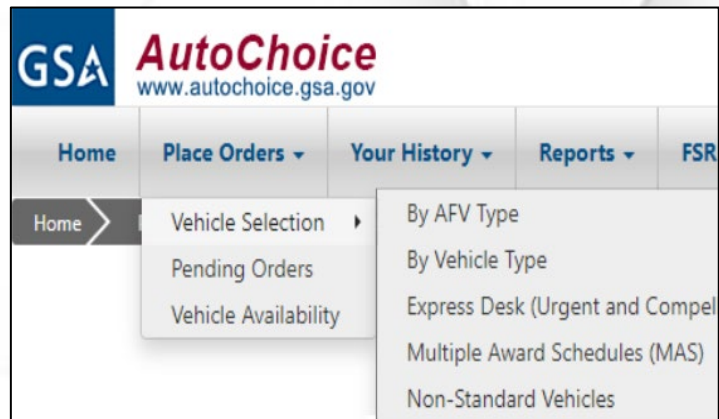 GSA AutoChoice
www.autochoice.gsa.gov
Home Place Orders Your History Reports FSR
Home
Vehicle Selection
Pending Orders
Vehicle Availability
By AFV Type
By Vehicle Type
Express Desk (Urgent and Compel
Multiple Award Schedules (MAS)
Non-Standard Vehicles